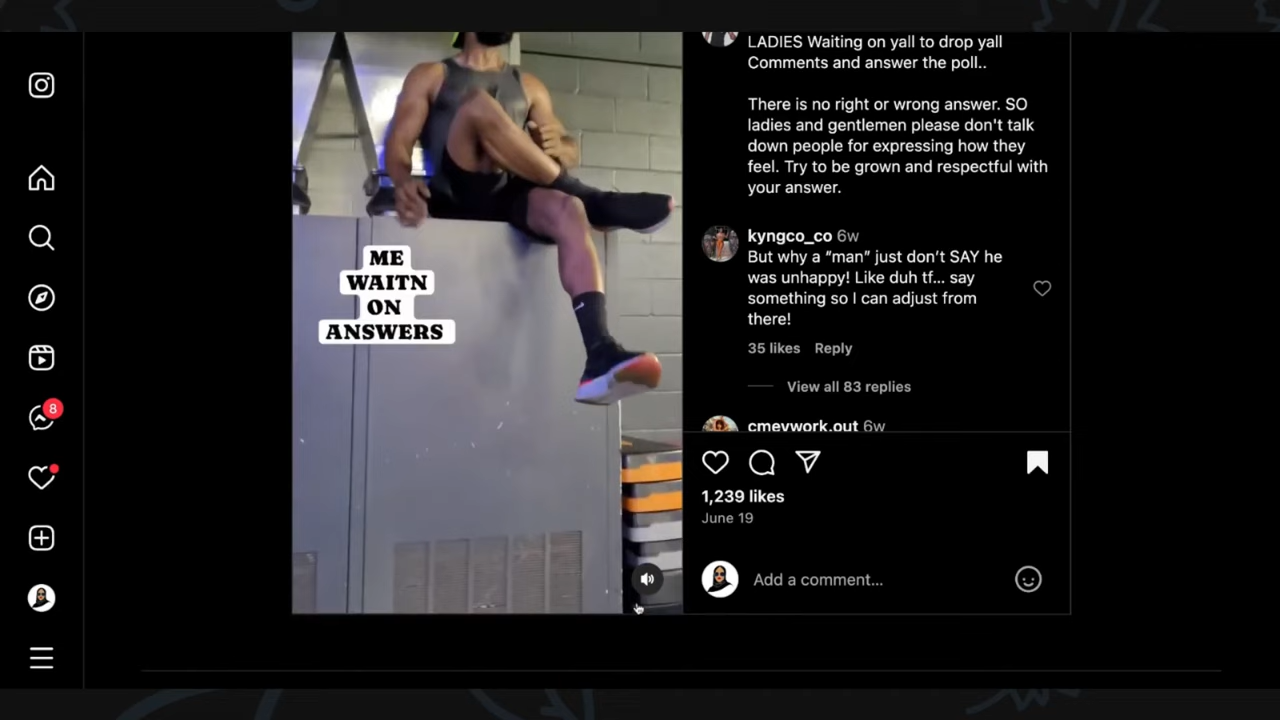 LADIES Waiting on yall to drop yall
Comments and answer the poll..
There is no right or wrong answer. SO
ladies and gentlemen please don't talk
down people for expressing how they
feel. Try to be grown and respectful with
your answer.
kyngco_co 6w
But why a “man” just don’t SAY he
was unhappy! Like duh tf... say
something so I can adjust from
there!
35 likes Reply
View all 83 replies
cmevwork.out 6w
ME
WAITN
ON
ANSWERS
8
1,239 likes
June 19
Add a comment...